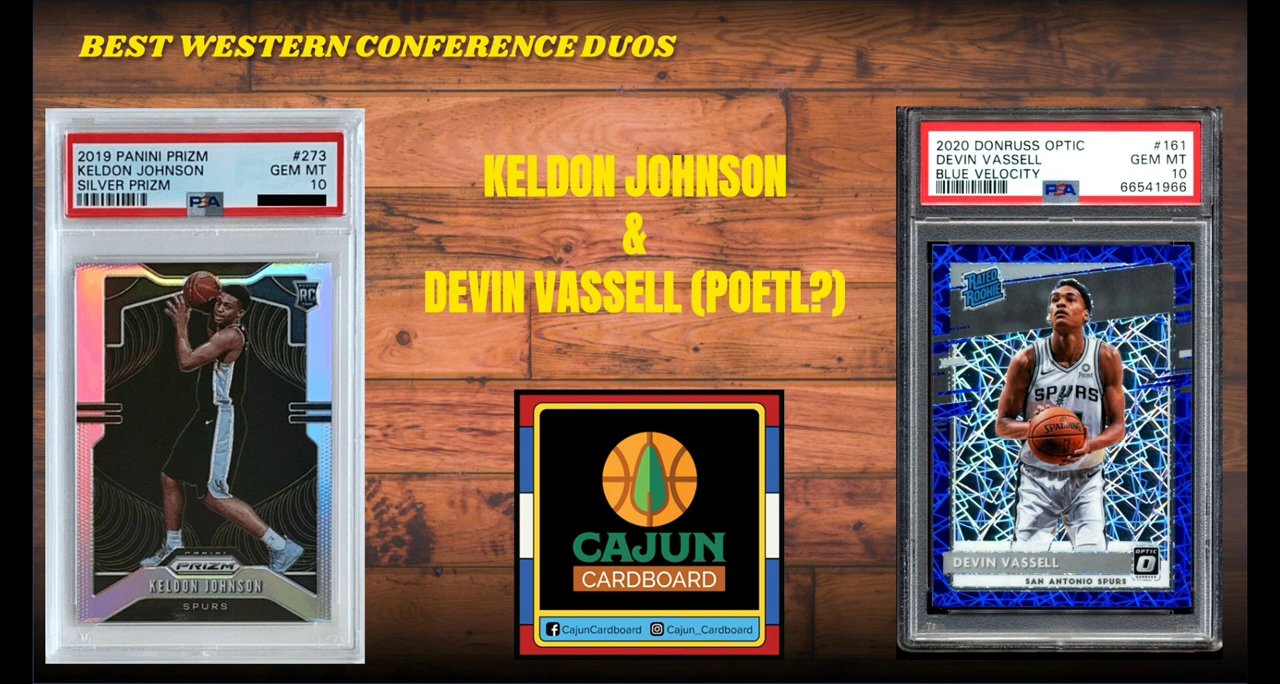 BEST WESTERN CONFERENCE DUOS
2019 PANINI PRIZM #273
KELDON JOHNSON GEM MT
SILVER PRIZM 10
PSA
RC
PANINI
PRIZM
KELDON JOHNSON
SPURS
KELDON JOHNSON
&
DEVIN VASSELL (POETL?)
CAJUN
CARDBOARD
CajunCardboard Cajun_Cardboard
2020 DONRUSS OPTIC #161
DEVIN VASSELL GEM MT
BLUE VELOCITY 10
PSA 66541966
RATED
ROOKIE
SPURS
SPALDING
DEVIN VASSELL
OPTIC
SAN ANTONIO SPURS